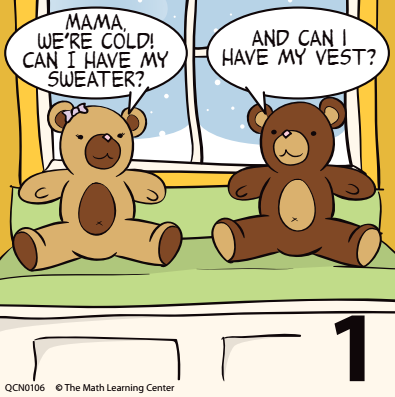 MAMA,
WE'RE COLD!
CAN I HAVE MY
SWEATER?
AND CAN I
HAVE MY VEST?
1
QCN0106 © The Math Learning Center